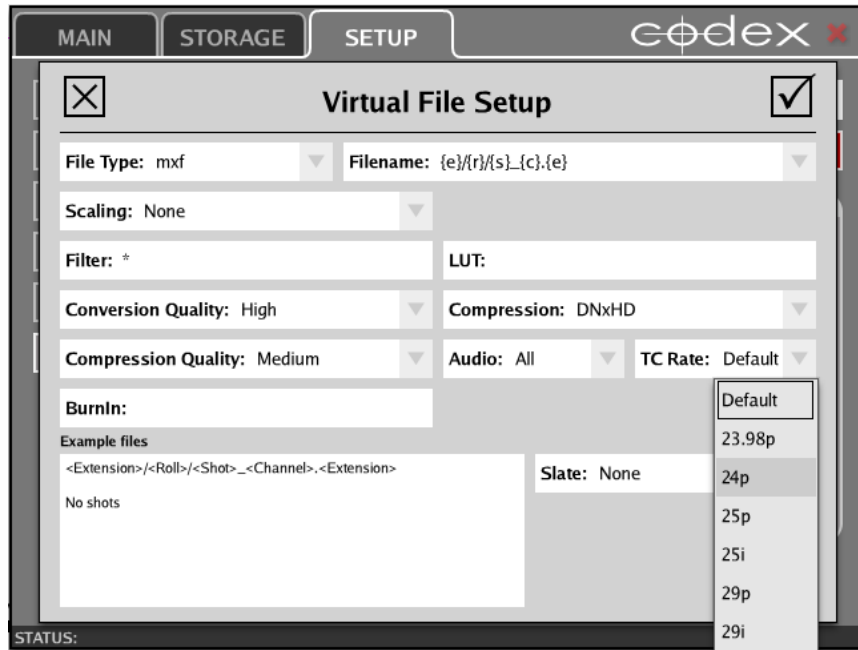 MAIN STORAGE SETUP codex
Virtual File Setup
File Type: mxf Filename: {e}/{r}/{s}_{c}.{e}
Scaling: None
Filter: * LUT:
Conversion Quality: High Compression: DNxHD
Compression Quality: Medium Audio: All TC Rate: Default
BurnIn:
Default
23.98p
24p
25p
25i
29p
29i
Example files
<Extension>/<Roll>/<Shot>_<Channel>.<Extension>
No shots
Slate: None
STATUS: